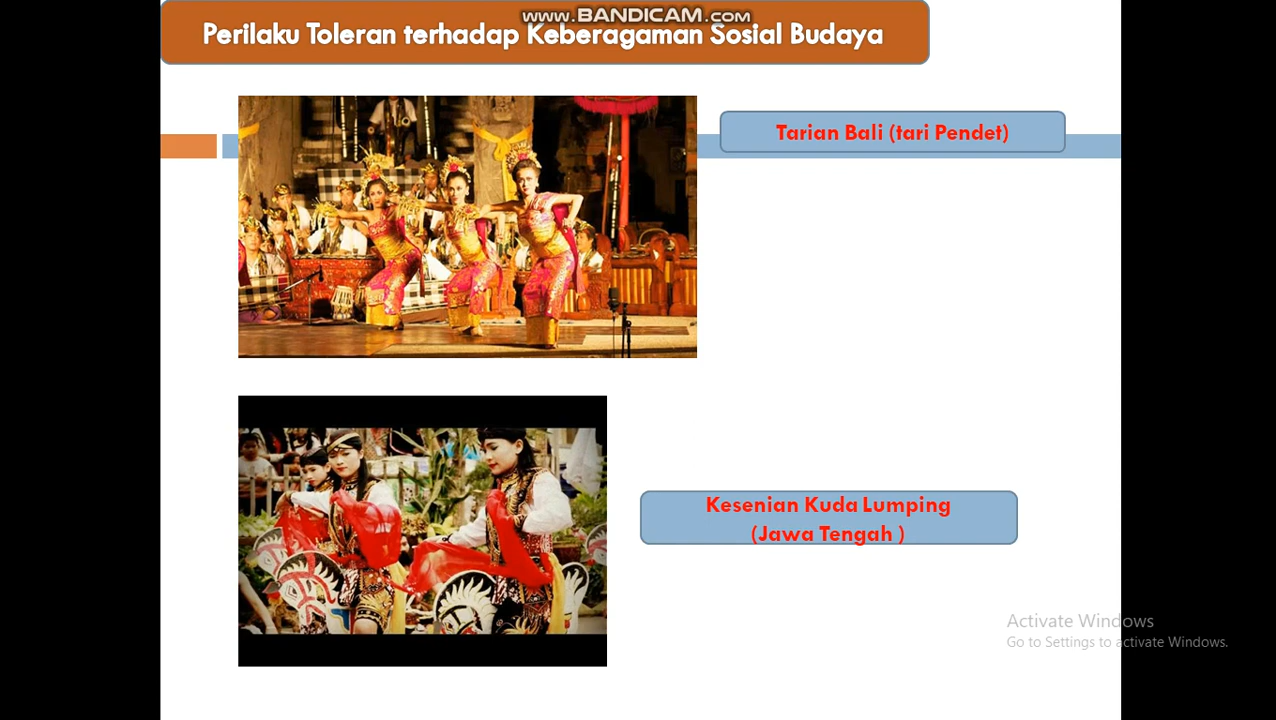 www.BANDICAM.com
Perilaku Toleran terhadap Keberagaman Sosial Budaya
Tarian Bali (tari Pendet)
Kesenian Kuda Lumping
(Jawa Tengah )
Activate Windows
Go to Settings to activate Windows.